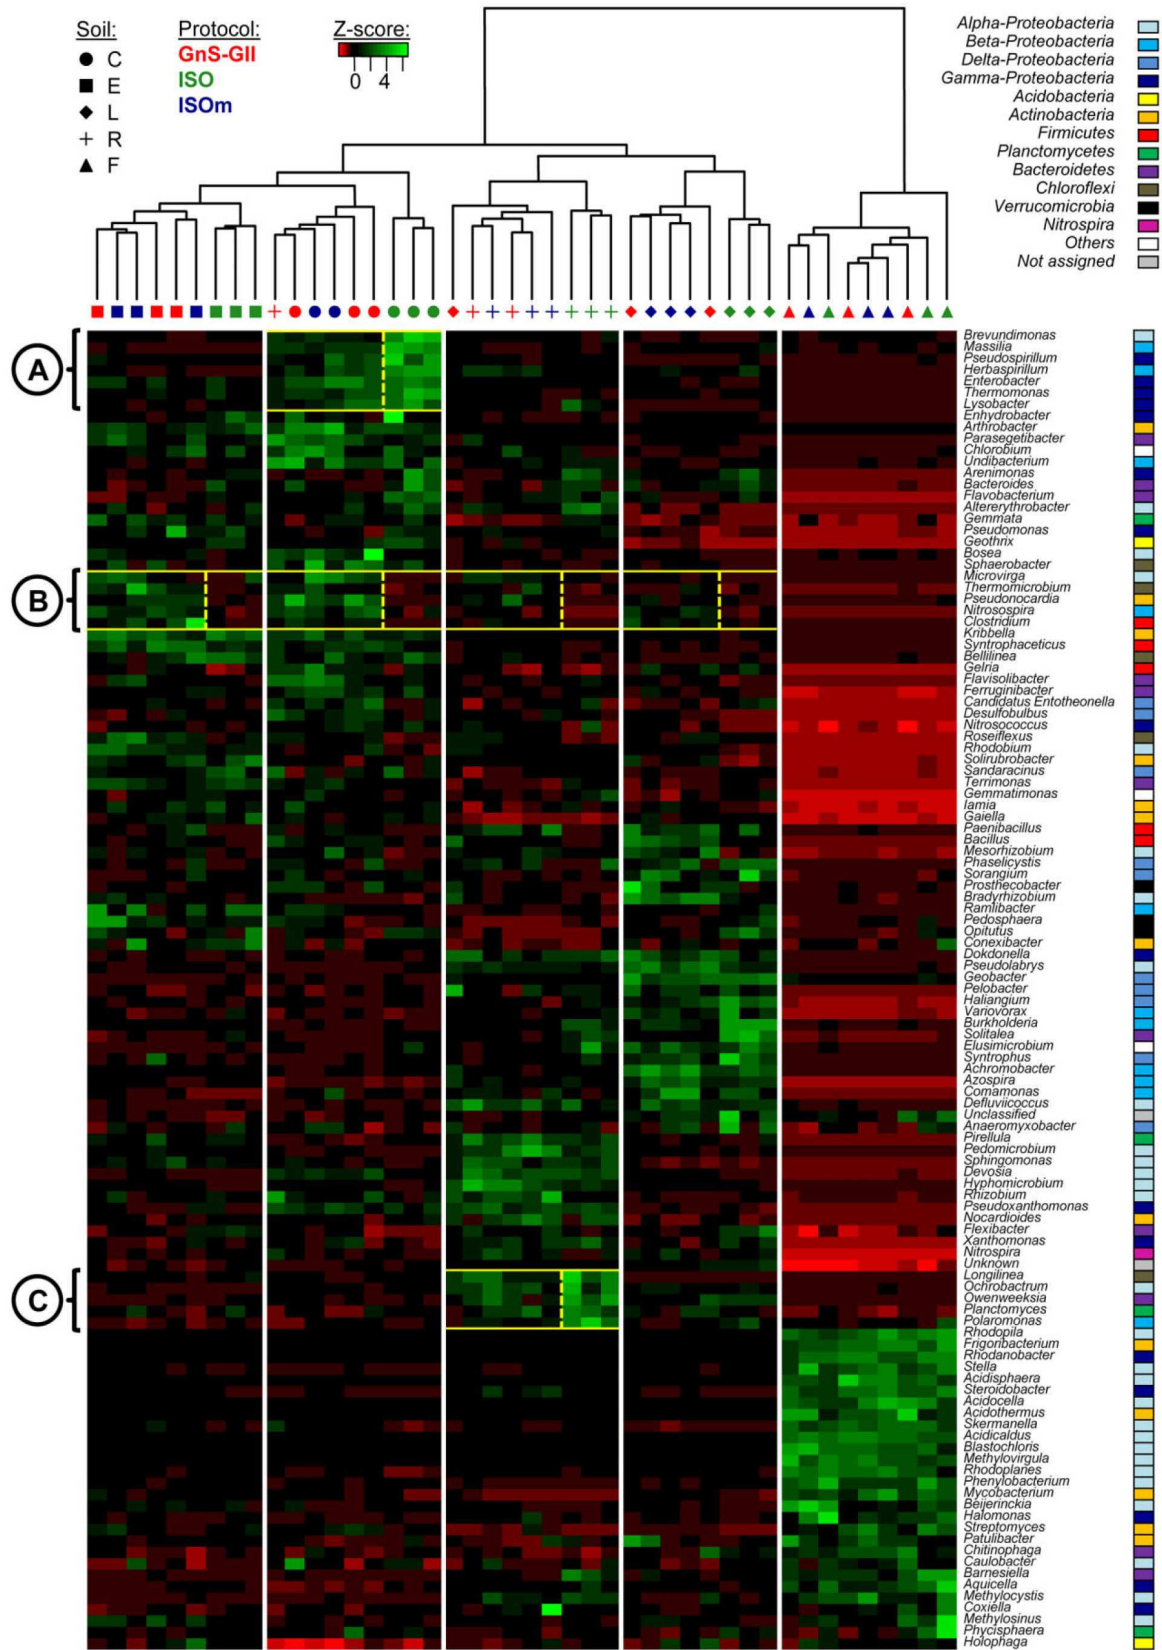 Soil:
C
E
L
R
F
Protocol:
GnS-GII
ISO
ISOm
Z-score:
0 4
Alpha-Proteobacteria
Beta-Proteobacteria
Delta-Proteobacteria
Gamma-Proteobacteria
Acidobacteria
Actinobacteria
Firmicutes
Planctomycetes
Bacteroidetes
Chloroflexi
Verrucomicrobia
Nitrospira
Others
Not assigned
A
B
C
Brevundimonas
Massilia
Pseudospirillum
Herbaspirillum
Enterobacter
Thermomonas
Lysobacter
Enhydrobacter
Arthrobacter
Parasegetibacter
Chlorobium
Undibacterium
Arenimonas
Bacteroides
Flavobacterium
Altererythrobacter
Gemmata
Pseudomonas
Geothrix
Bosea
Sphaerobacter
Microvirga
Thermomicrobium
Pseudonocardia
Nitrosospira
Clostridium
Kribbella
Syntrophaceticus
Bellilinea
Gelria
Flavisolibacter
Ferruginibacter
Candidatus Entotheonella
Desulfobulbus
Nitrosococcus
Roseiflexus
Rhodobium
Solirubrobacter
Sandaracinus
Terrimonas
Gemmatimonas
Iamia
Gaiella
Paenibacillus
Bacillus
Mesorhizobium
Phaselicystis
Sorangium
Prosthecobacter
Bradyrhizobium
Ramlibacter
Pedosphaera
Opitutus
Conexibacter
Dokdonella
Pseudolabrys
Geobacter
Pelobacter
Haliangium
Variovorax
Burkholderia
Solitalea
Elusimicrobium
Syntrophus
Achromobacter
Azospira
Comamonas
Defluviicoccus
Unclassified
Anaeromyxobacter
Pirellula
Pedomicrobium
Sphingomonas
Devosia
Hyphomicrobium
Rhizobium
Pseudoxanthomonas
Nocardioides
Flexibacter
Xanthomonas
Nitrospira
Unknown
Longilinea
Ochrobactrum
Owenweeksia
Planctomyces
Polaromonas
Rhodopila
Frigoribacterium
Rhodanobacter
Stella
Acidisphaera
Steroidobacter
Acidocella
Acidothermus
Skermanella
Acidicaldus
Blastochloris
Methylovirgula
Rhodoplanes
Phenylobacterium
Mycobacterium
Beijerinckia
Halomonas
Streptomyces
Patulibacter
Chitinophaga
Caulobacter
Barnesiella
Aquicella
Methylocystis
Coxiella
Methylosinus
Phycisphaera
Holophaga